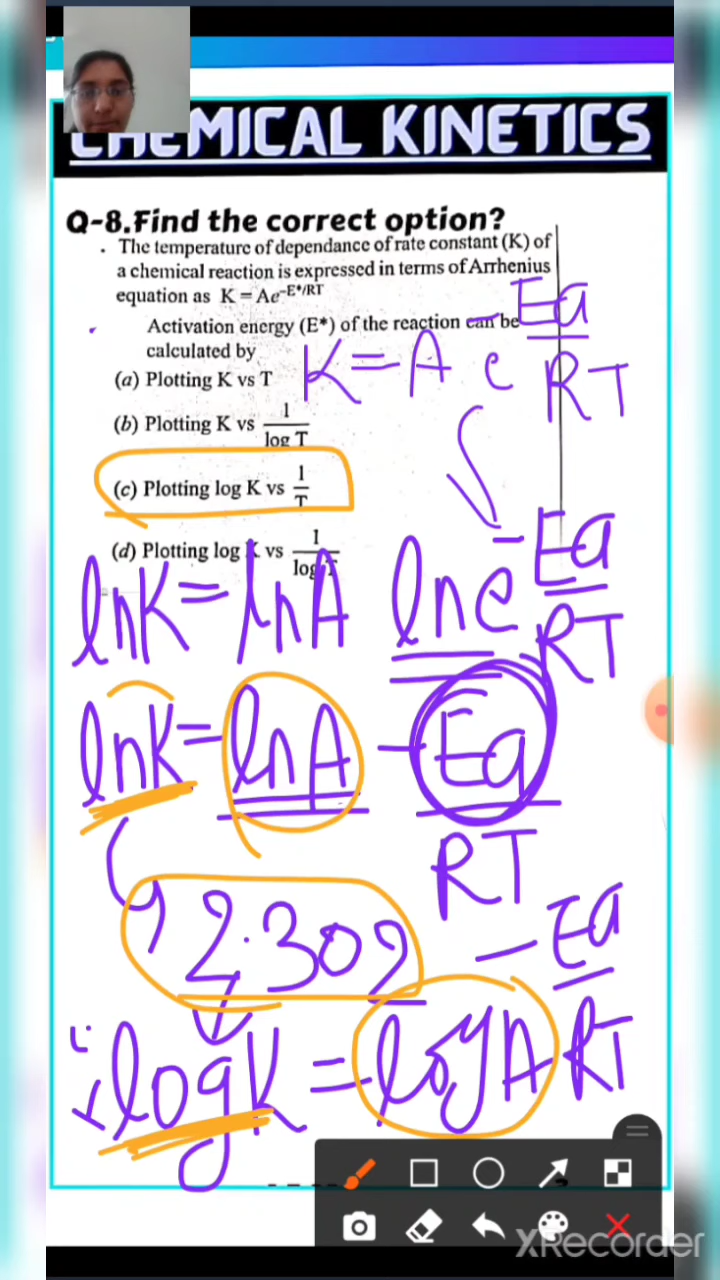 CHEMICAL KINETICS
Q-8.Find the correct option?
. The temperature of dependance of rate constant (K) of
a chemical reaction is expressed in terms of Arrhenius
equation as K = Ae-E*/RT
Activation energy (E*) of the reaction can be
calculated by
(a) Plotting K vs T
(b) Plotting K vs 1/log T
(c) Plotting log K vs 1/T
(d) Plotting log K vs 1/log T
K = A e -Ea/RT
lnK = lnA lne -Ea/RT
lnK = lnA - Ea/RT
2.302
logK = logA - Ea/RT
XRecorder